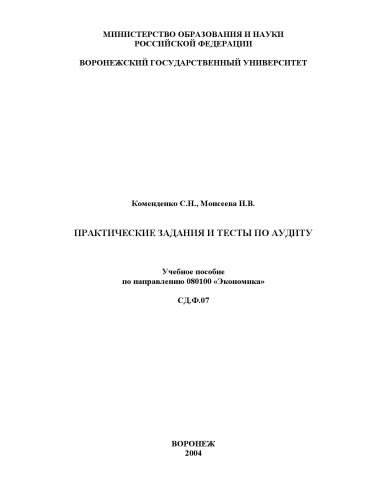 МИНИСТЕРСТВО ОБРАЗОВАНИЯ И НАУКИ
РОССИЙСКОЙ ФЕДЕРАЦИИ
ВОРОНЕЖСКИЙ ГОСУДАРСТВЕННЫЙ УНИВЕРСИТЕТ
Коменденко С.Н., Моисеева И.В.
ПРАКТИЧЕСКИЕ ЗАДАНИЯ И ТЕСТЫ ПО АУДИТУ
Учебное пособие
по направлению 080100 «Экономика»
СД.Ф.07
ВОРОНЕЖ
2004